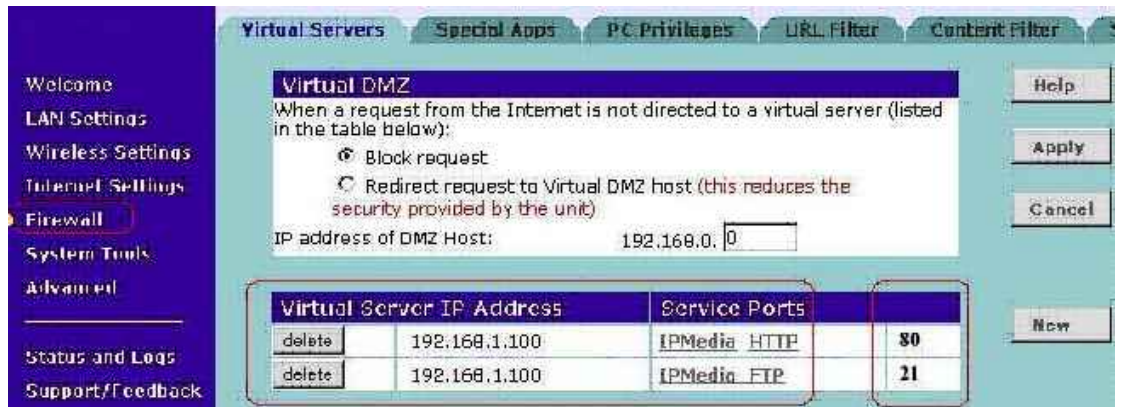 Virtual Servers Special Apps PC Privileges URL Filter Content Filter
Welcome
LAN Settings
Wireless Settings
Internet Settings
Firewall
System Tools
Advanced
Status and Logs
Support/Feedback
Virtual DMZ
When a request from the Internet is not directed to a virtual server (listed
in the table below):
Block request
Redirect request to Virtual DMZ host (this reduces the
security provided by the unit)
IP address of DMZ Host: 192.168.0. 0
Virtual Server IP Address Service Ports
delete 192.168.1.100 IPMedia HTTP 80
delete 192.168.1.100 IPMedia FTP 21
Help
Apply
Cancel
New